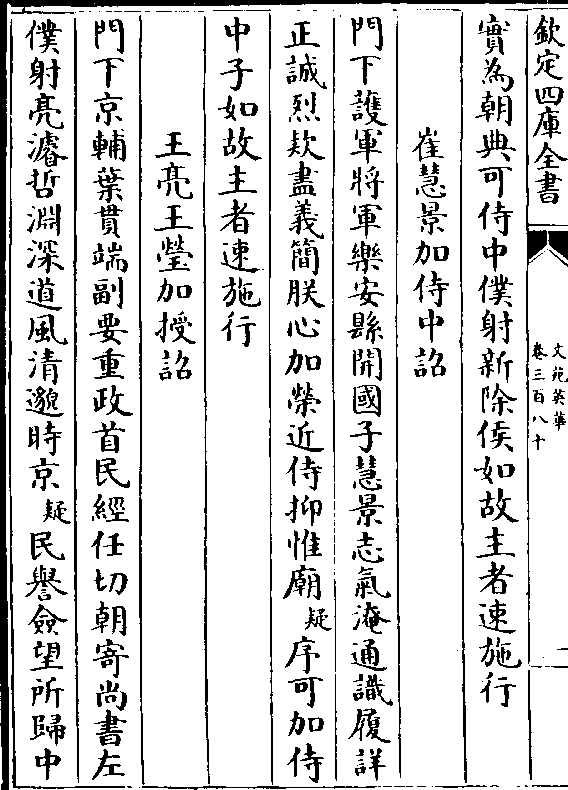 欽定四庫全書
文苑英華
卷三百八十
二
實為朝典可侍中僕射新除侯如故主者速施行
崔慧景加侍中詔
門下護軍將軍樂安縣開國子慧景志氣淹通識履詳
正誠烈欵盡義簡朕心加榮近侍抑惟廟疑序可加侍
中子如故主者速施行
王亮王瑩加授詔
門下京輔葉貫端副要重政首民經任切朝寄尚書左
僕射亮濬哲淵深道風清邈時京疑民譽僉望所歸中